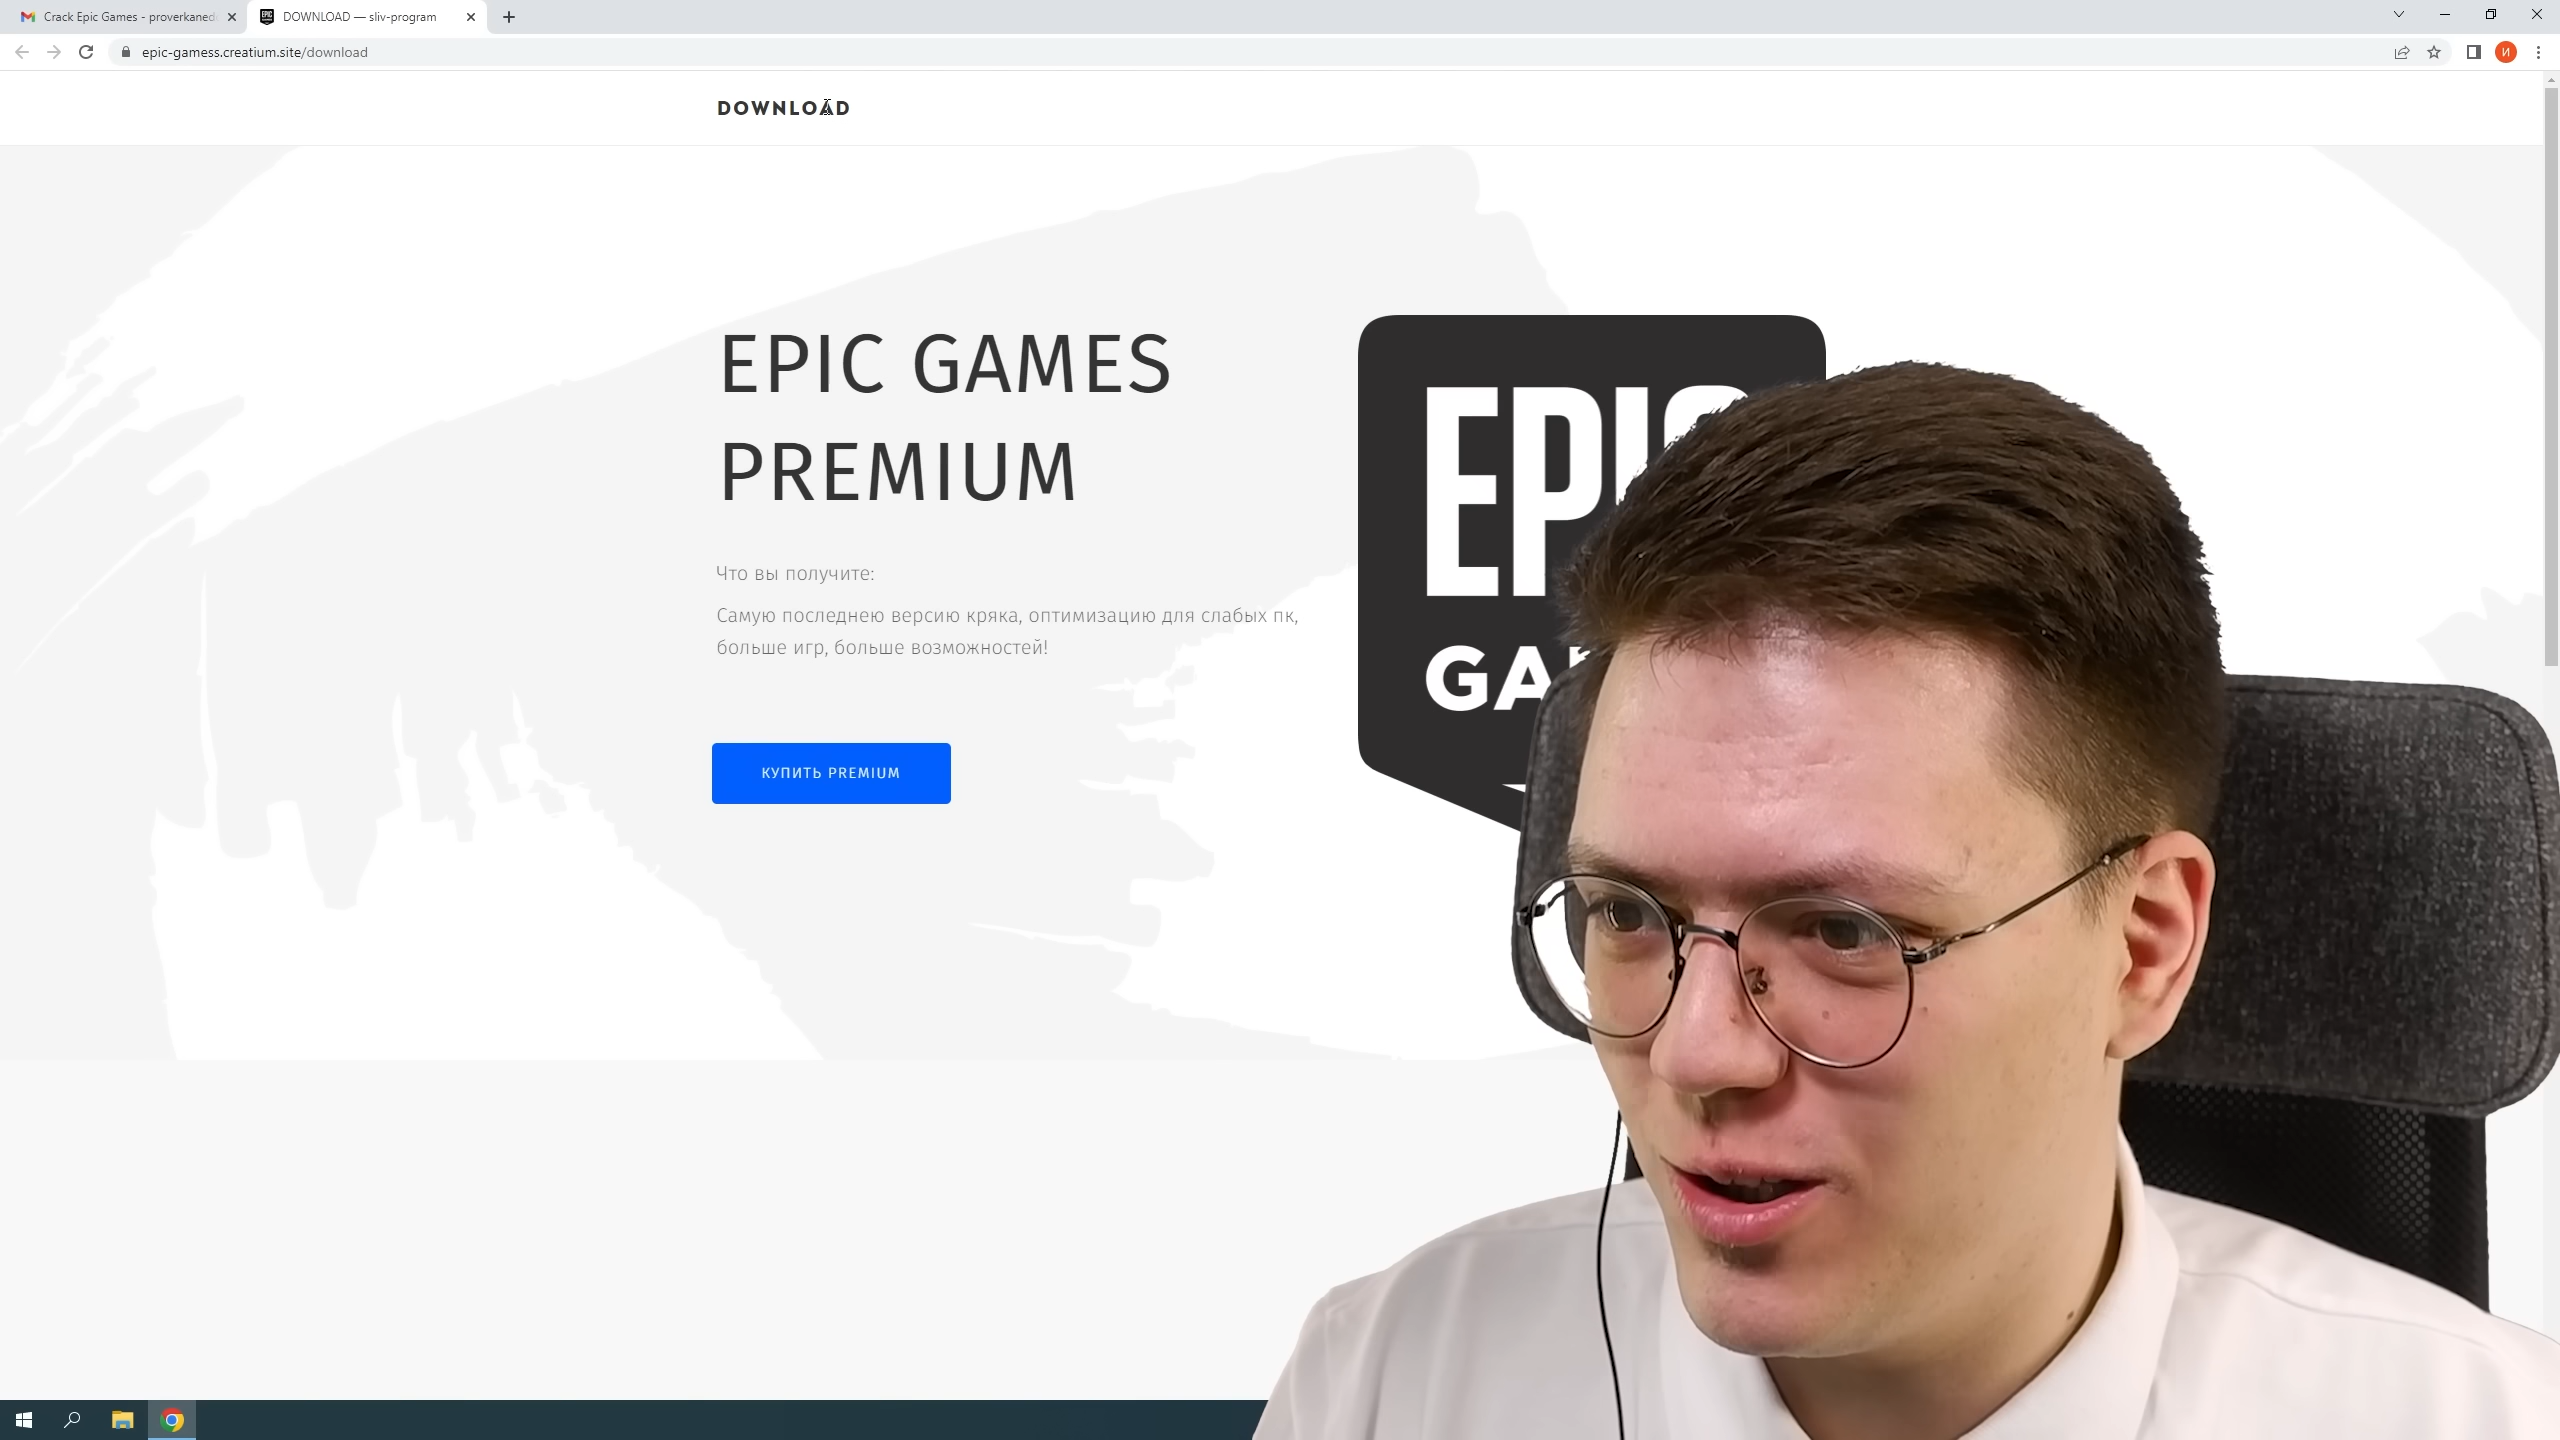 Crack Epic Games - proverkaned
DOWNLOAD — sliv-program
epic-gamess.creatium.site/download
И
DOWNLOAD
EPIC GAMES
PREMIUM
EPIC
Что вы получите:
Самую последнею версию кряка, оптимизацию для слабых пк,
больше игр, больше возможностей!
GA
КУПИТЬ PREMIUM